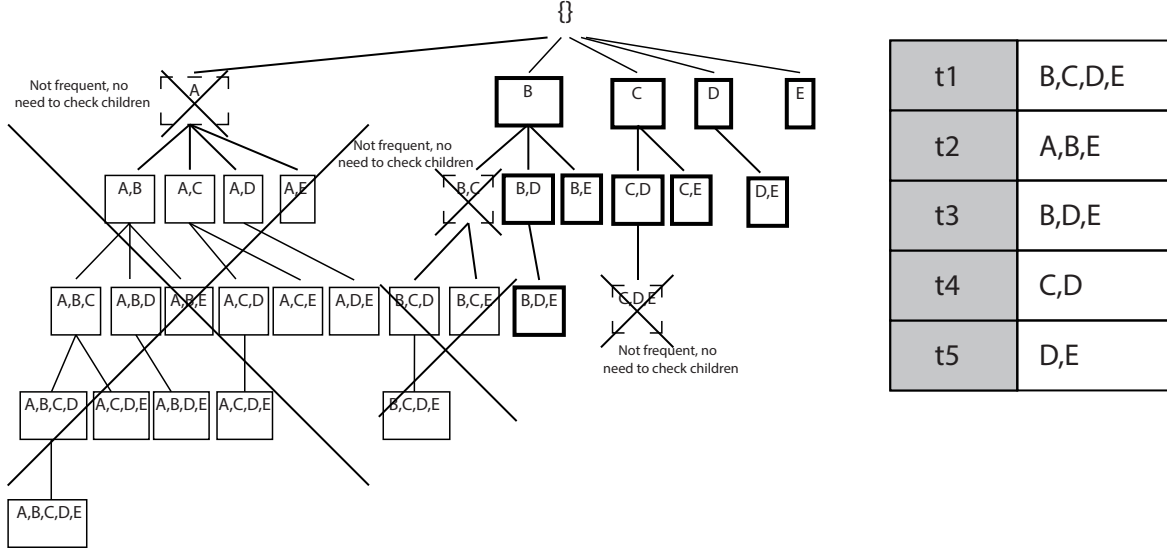 {}
Not frequent, no
need to check children
A
B
C
D
E
Not frequent, no
need to check children
A,B
A,C
A,D
A,E
B,C
B,D
B,E
C,D
C,E
D,E
A,B,C
A,B,D
A,B,E
A,C,D
A,C,E
A,D,E
B,C,D
B,C,E
B,D,E
C,D,E
Not frequent, no
need to check children
A,B,C,D
A,C,D,E
A,B,D,E
A,C,D,E
B,C,D,E
A,B,C,D,E
t1 B,C,D,E
t2 A,B,E
t3 B,D,E
t4 C,D
t5 D,E